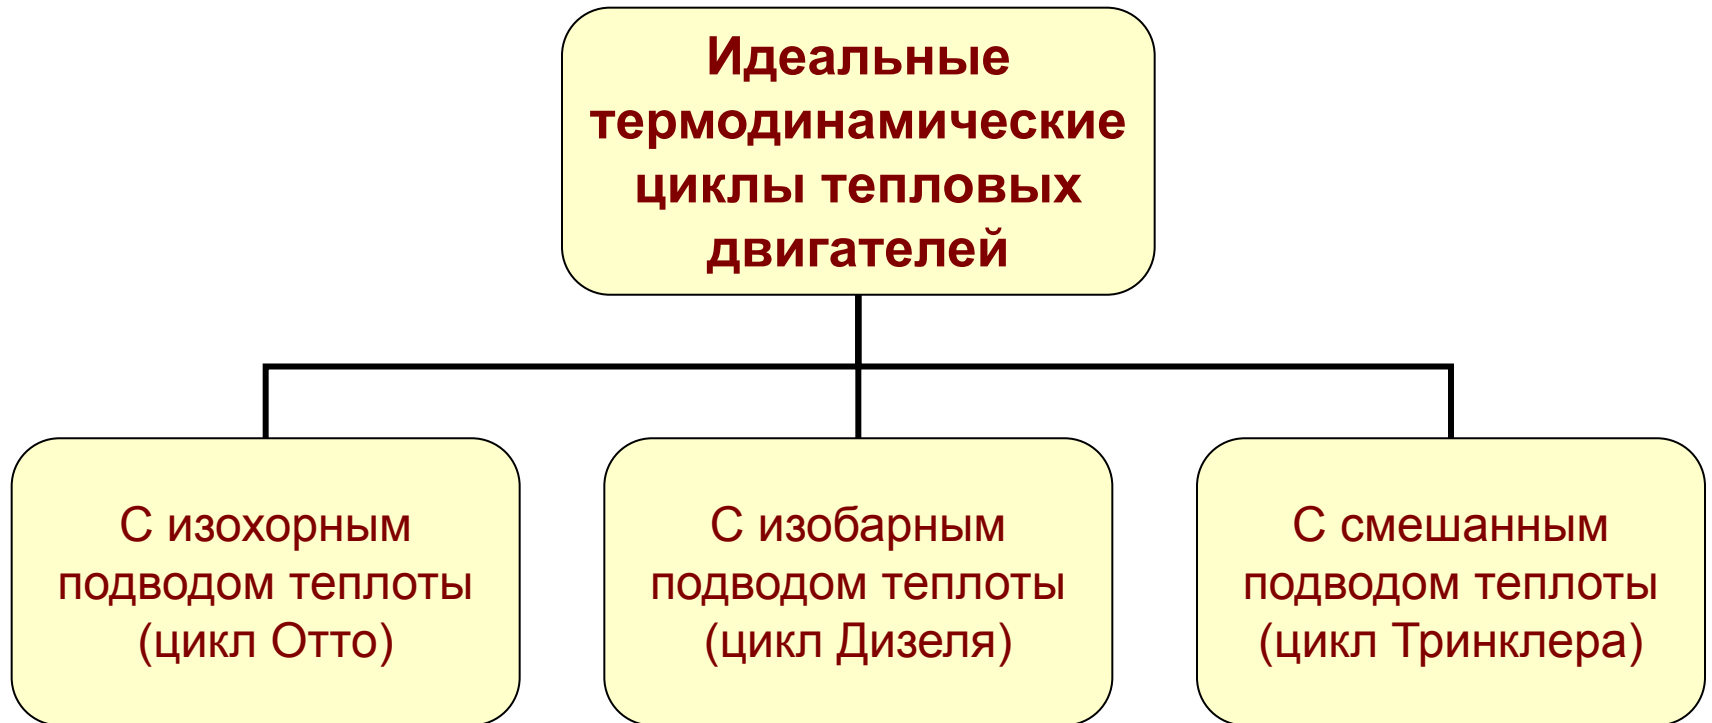 Идеальные
термодинамические
циклы тепловых
двигателей
С изохорным
подводом теплоты
(цикл Отто)
С изобарным
подводом теплоты
(цикл Дизеля)
С смешанным
подводом теплоты
(цикл Тринклера)